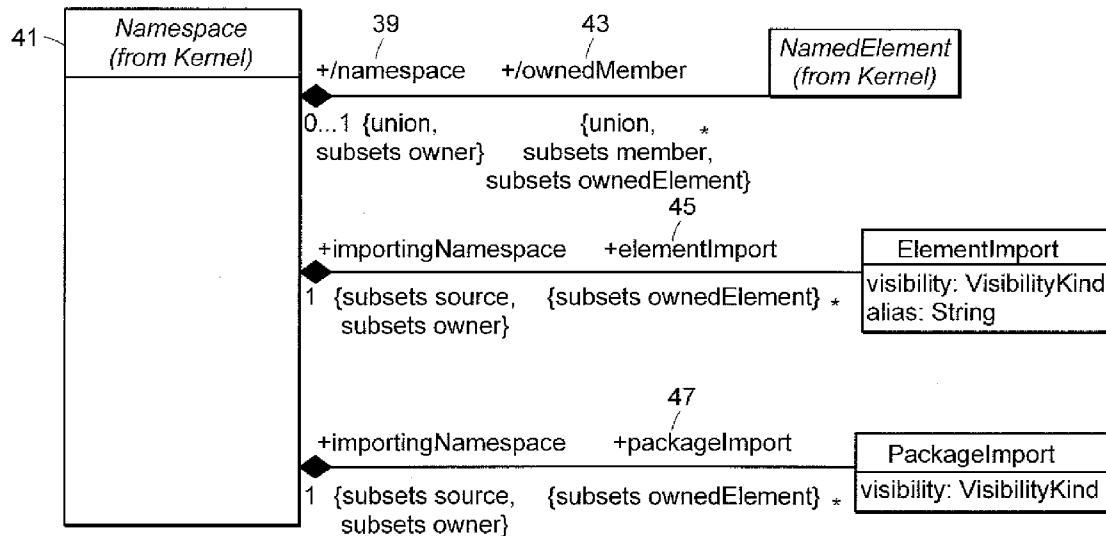 41
Namespace
(from Kernel)
39
43
+/namespace +/ownedMember
NamedElement
(from Kernel)
0...1 {union,
subsets owner}
{union, *
subsets member,
subsets ownedElement}
45
+importingNamespace +elementImport
1 {subsets source,
subsets owner}
{subsets ownedElement} *
ElementImport
visibility: VisibilityKind
alias: String
47
+importingNamespace +packageImport
1 {subsets source,
subsets owner}
{subsets ownedElement} *
PackageImport
visibility: VisibilityKind